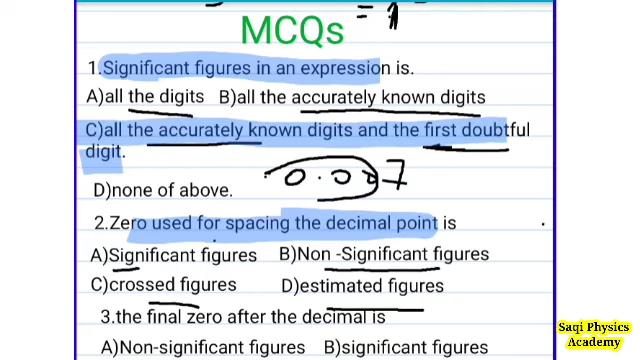 = 1
MCQs
1.Significant figures in an expression is.
A)all the digits B)all the accurately known digits
C)all the accurately known digits and the first doubtful
digit.
0.007
D)none of above.
2.Zero used for spacing the decimal point is
A)Significant figures B)Non -Significant figures
C)crossed figures D)estimated figures
3.the final zero after the decimal is
A)Non-significant figures B)significant figures
Saqi Physics
Academy